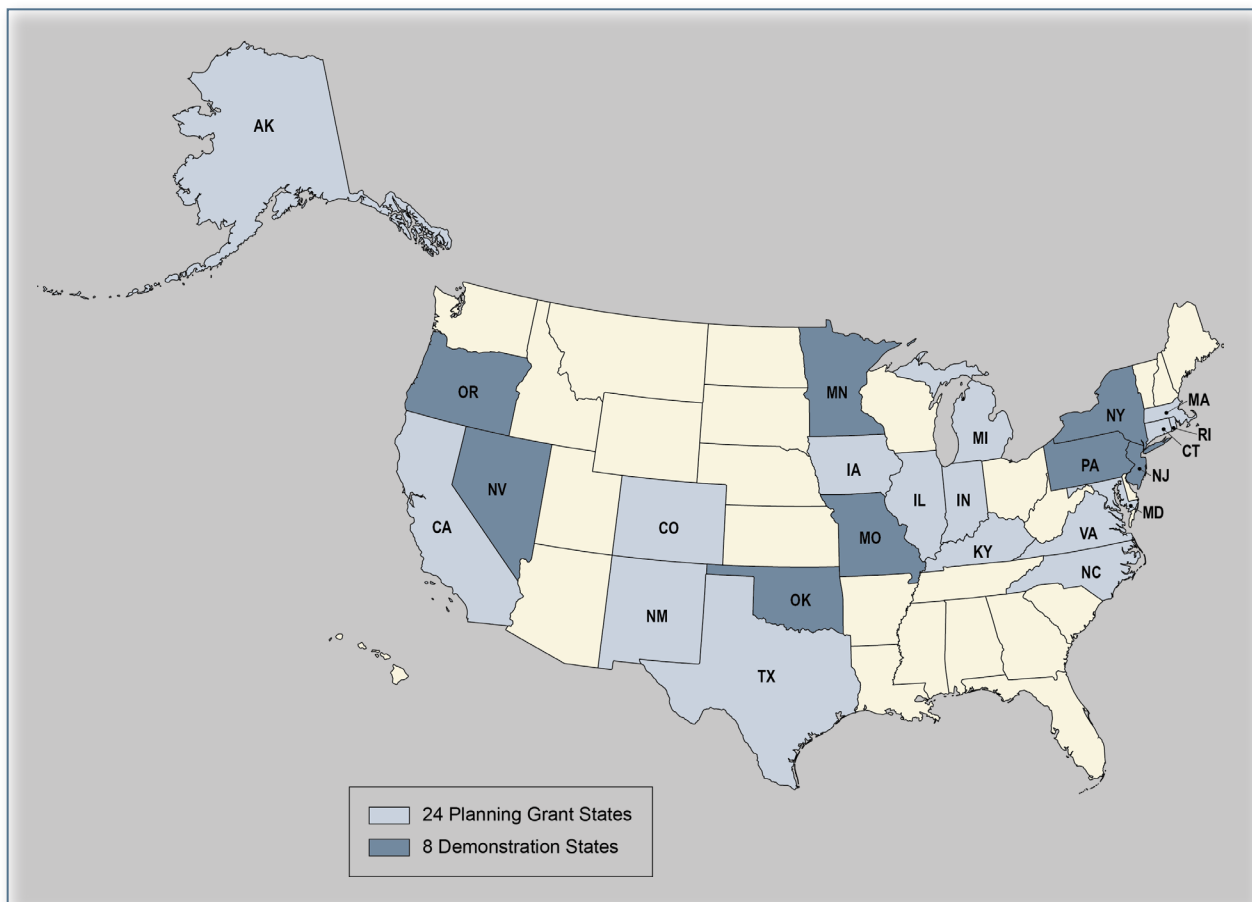 AK
OR
MN
NY
MA
MI
RI
CT
IA
PA
NJ
NV
IL
IN
MD
CA
CO
MO
VA
KY
NC
OK
NM
TX
24 Planning Grant States
8 Demonstration States